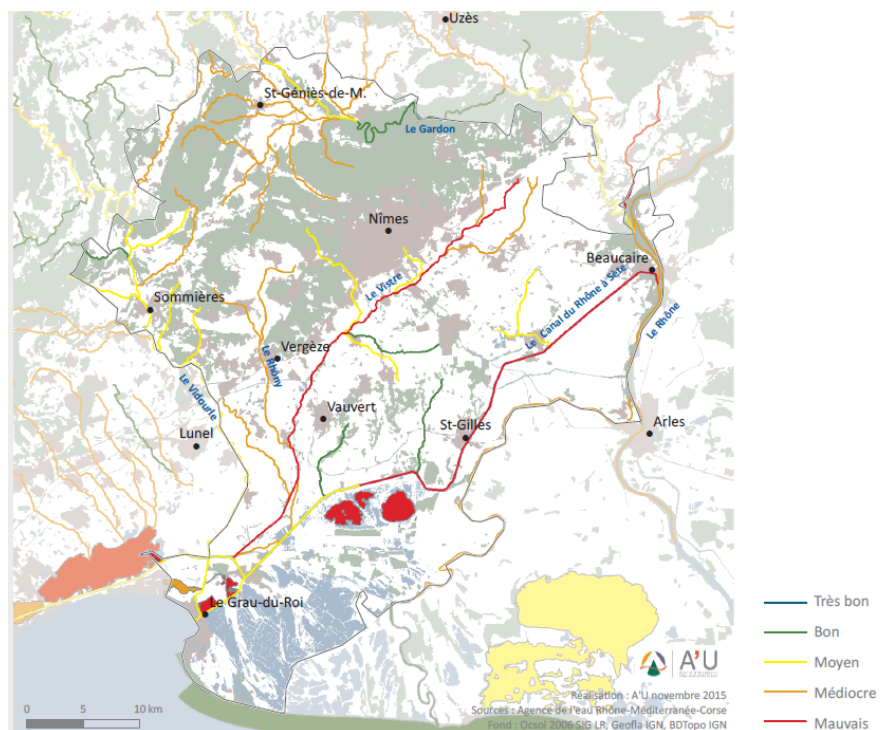 Uzès
St-Géniès-de-M.
Le Gardon
Nîmes
Beaucaire
Le Vistre
Le Canal du Rhône à Sète
Sommières
Le Rhône
Vergèze
Le Rhôny
Le Vidourle
Vauvert
St-Gilles
Arles
Lunel
Le Grau-du-Roi
Très bon
Bon
Moyen
Médiocre
Mauvais
A'U
Réalisation : A'U novembre 2015
Sources : Agence de l'eau Rhône-Méditerranée-Corse
Fond : Ocsol 2006 SIG LR, Geofla IGN, BDTopo IGN
0 5 10 km